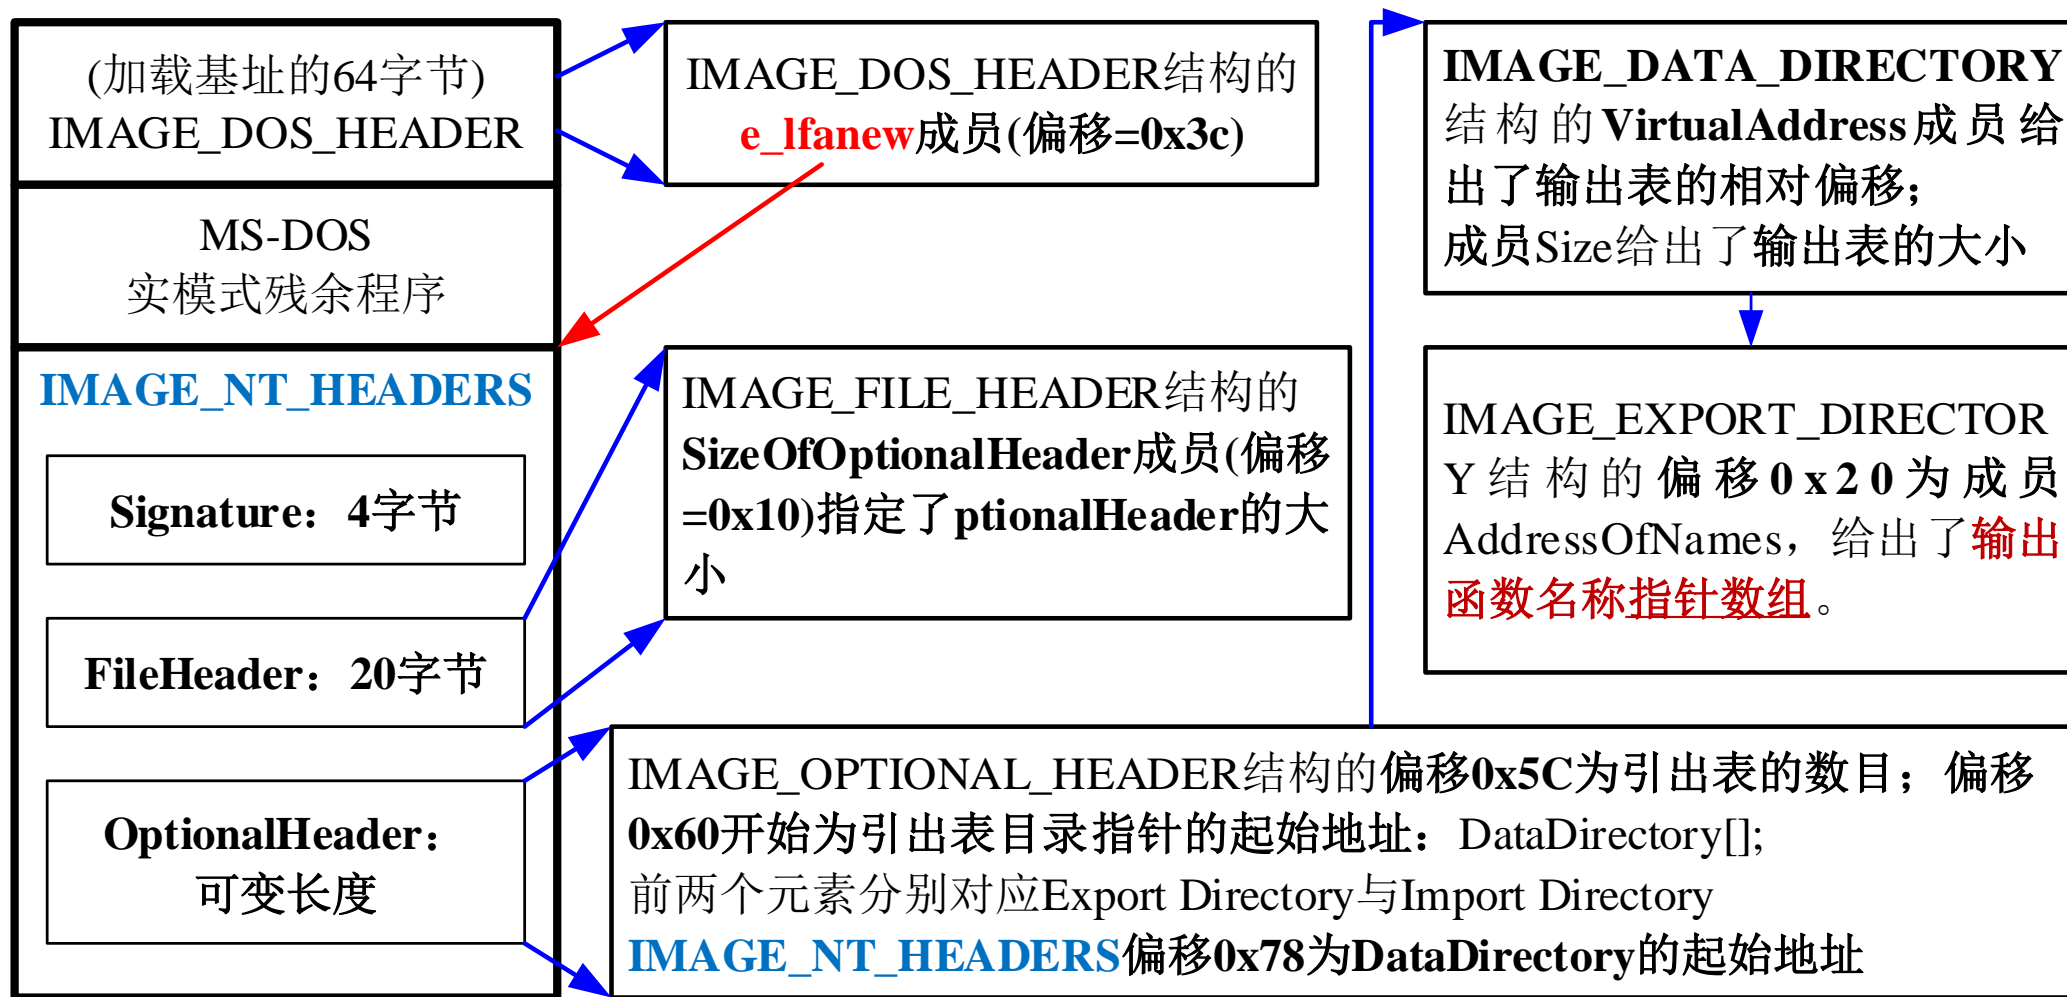 (加载基址的64字节)
IMAGE_DOS_HEADER
MS-DOS
实模式残余程序
IMAGE_NT_HEADERS
Signature：4字节
FileHeader：20字节
OptionalHeader：
可变长度
IMAGE_DOS_HEADER结构的
e_lfanew成员(偏移=0x3c)
IMAGE_FILE_HEADER结构的
SizeOfOptionalHeader成员(偏移
=0x10)指定了ptionalHeader的大
小
IMAGE_DATA_DIRECTORY
结构的VirtualAddress成员给
出了输出表的相对偏移；
成员Size给出了输出表的大小
IMAGE_EXPORT_DIRECTOR
Y结构的偏移0x20为成员
AddressOfNames，给出了输出
函数名称指针数组。
IMAGE_OPTIONAL_HEADER结构的偏移0x5C为引出表的数目；偏移
0x60开始为引出表目录指针的起始地址：DataDirectory[];
前两个元素分别对应Export Directory与Import Directory
IMAGE_NT_HEADERS偏移0x78为DataDirectory的起始地址